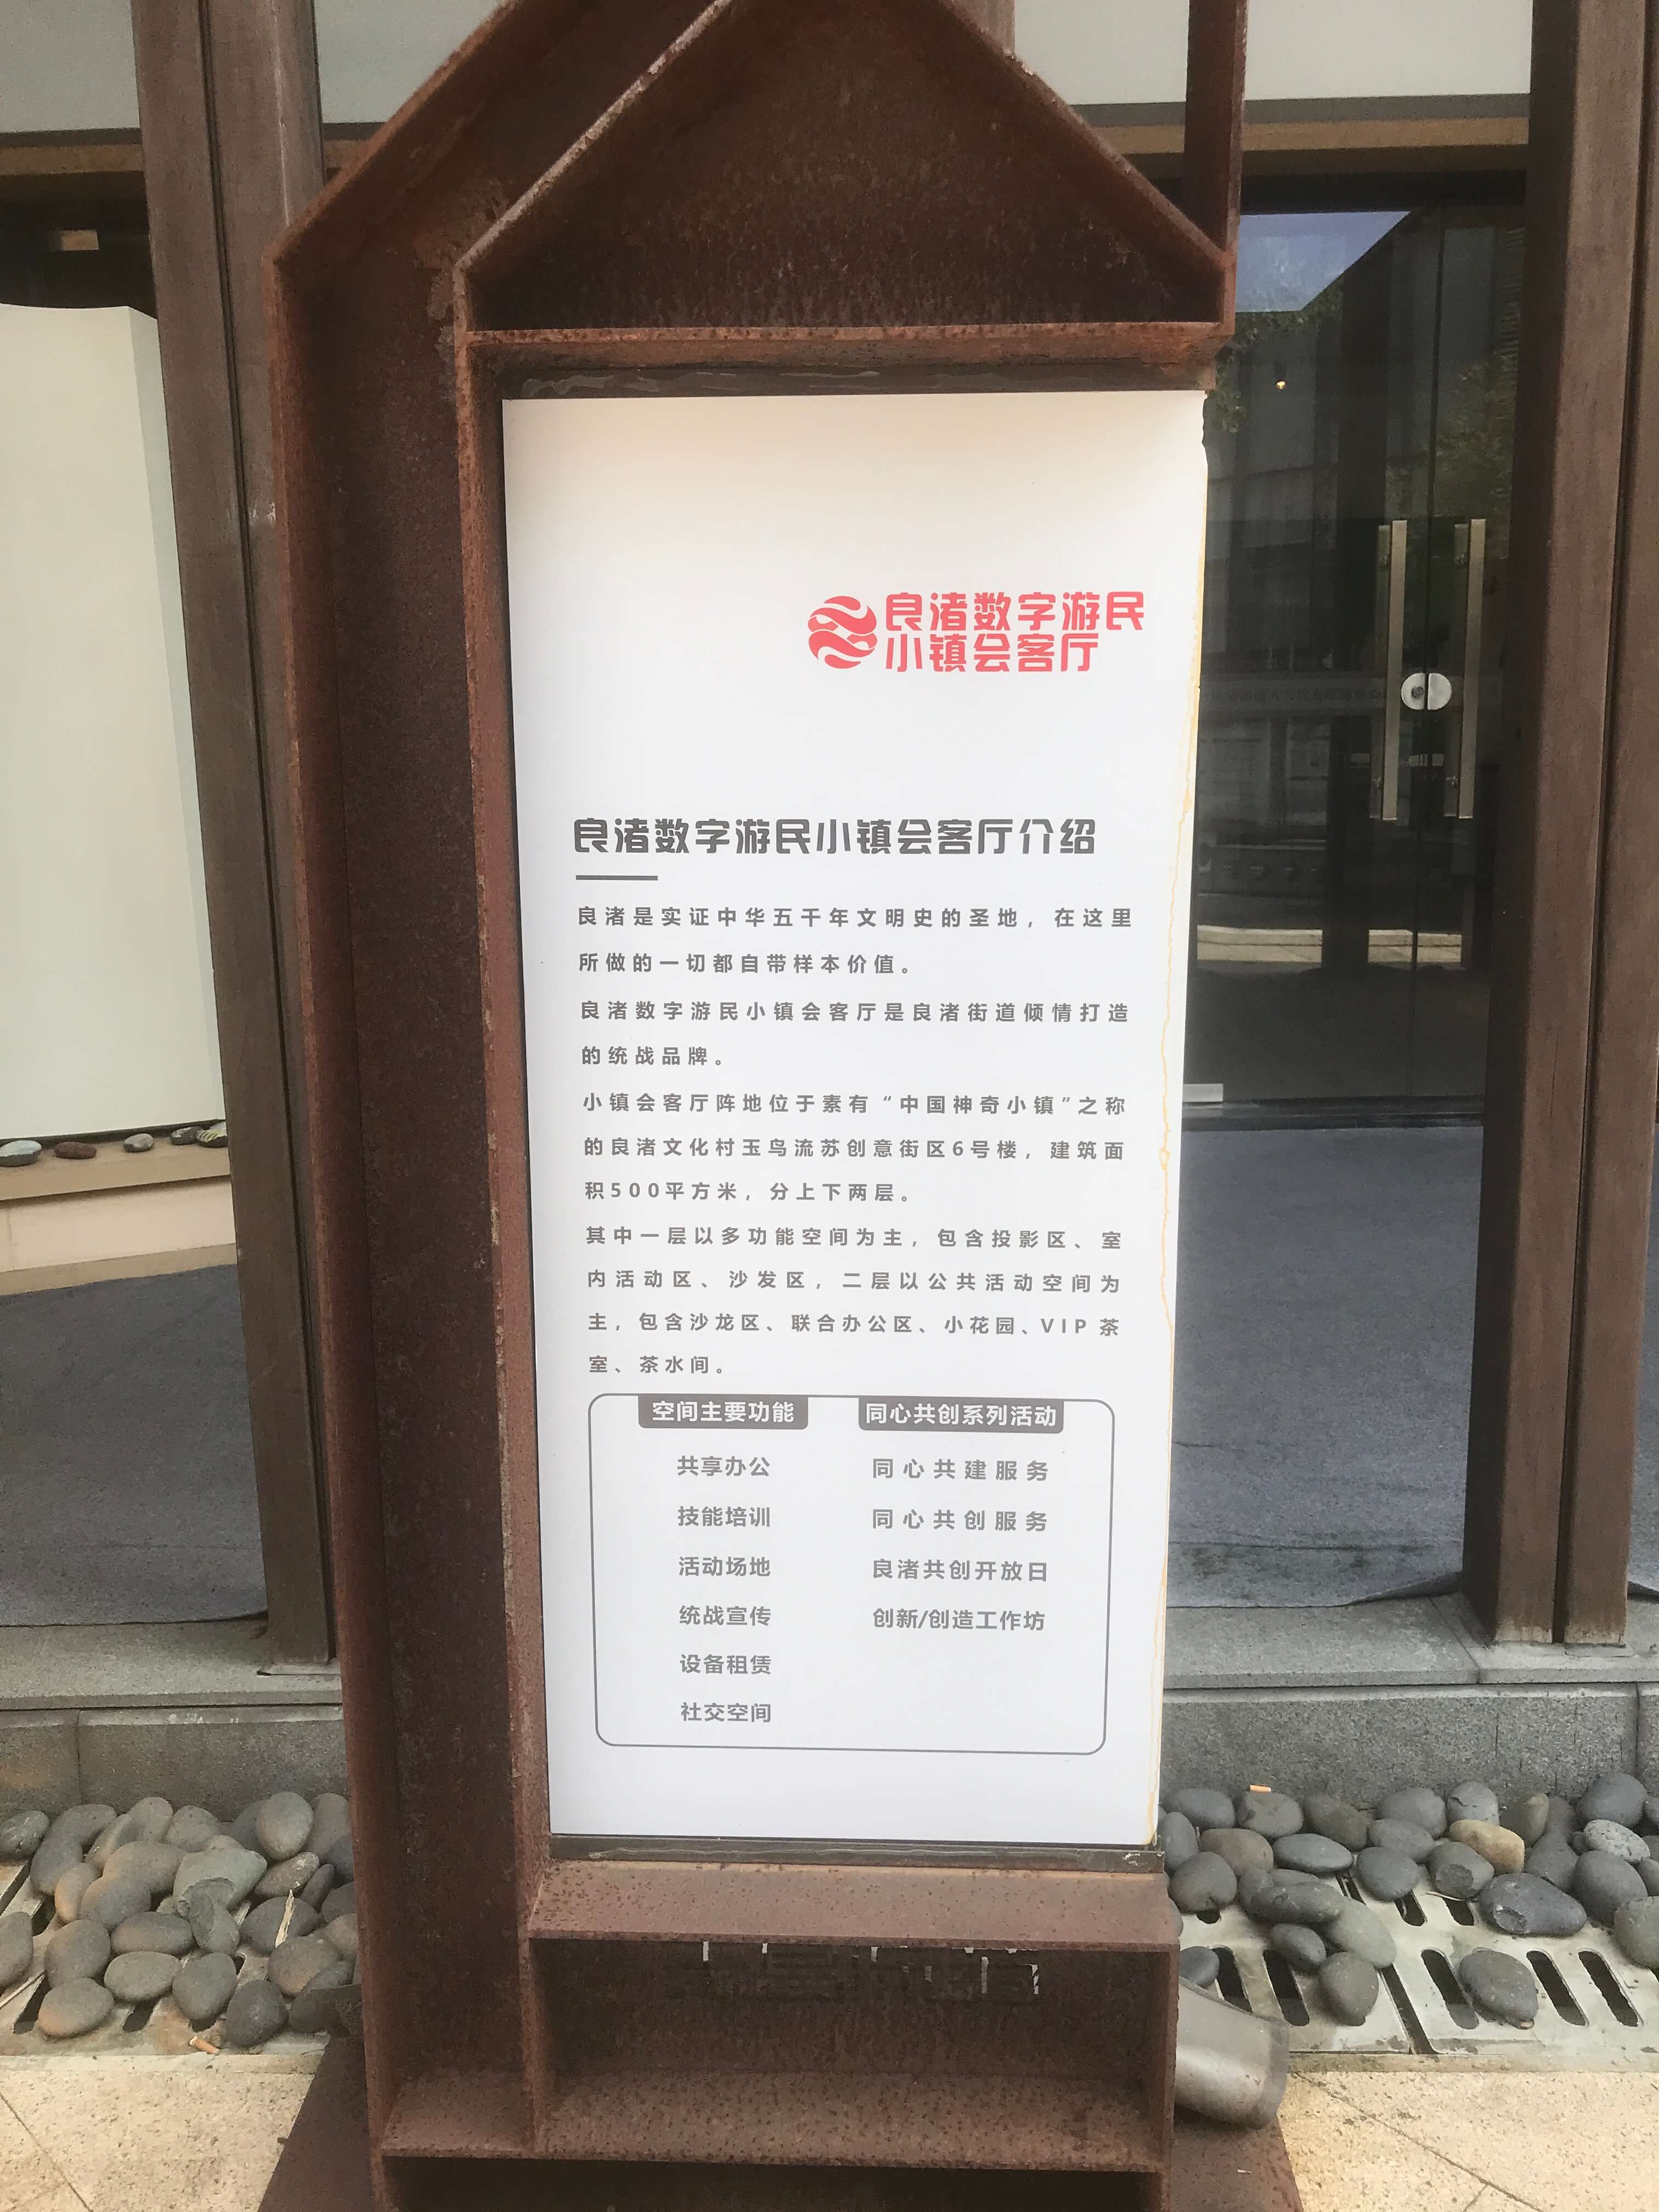 良渚数字游民
小镇会客厅
良渚数字游民小镇会客厅介绍
良渚是实证中华五千年文明史的圣地，在这里
所做的一切都自带样本价值。
良渚数字游民小镇会客厅是良渚街道倾情打造
的统战品牌。
小镇会客厅阵地位于素有“中国神奇小镇”之称
的良渚文化村玉鸟流苏创意街区6号楼，建筑面
积500平方米，分上下两层。
其中一层以多功能空间为主，包含投影区、室
内活动区、沙发区，二层以公共活动空间为
主，包含沙龙区、联合办公区、小花园、VIP茶
室、茶水间。
空间主要功能
共享办公
技能培训
活动场地
统战宣传
设备租赁
社交空间
同心共创系列活动
同心共建服务
同心共创服务
良渚共创开放日
创新/创造工作坊